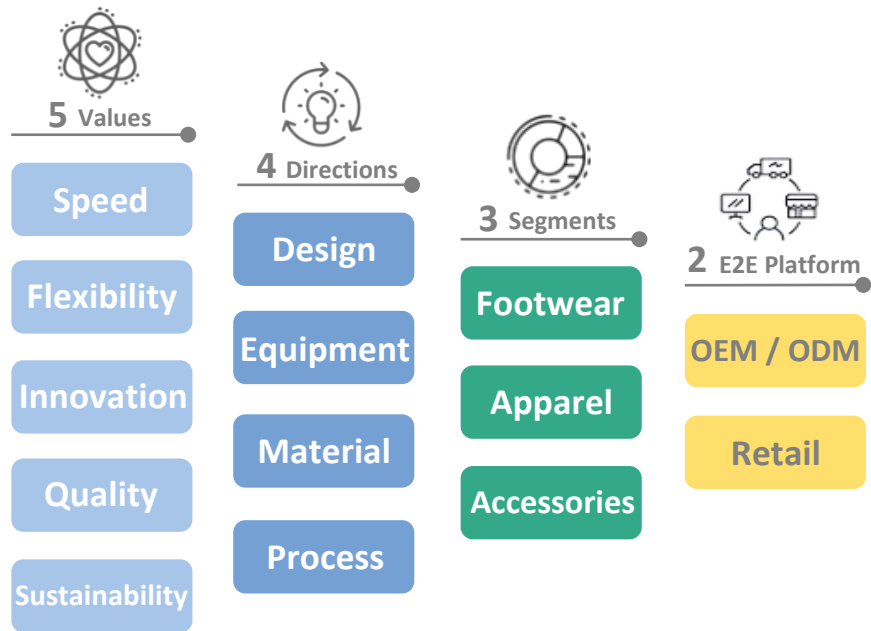 5 Values
Speed
Flexibility
Innovation
Quality
Sustainability
4 Directions
Design
Equipment
Material
Process
3 Segments
Footwear
Apparel
Accessories
2 E2E Platform
OEM / ODM
Retail